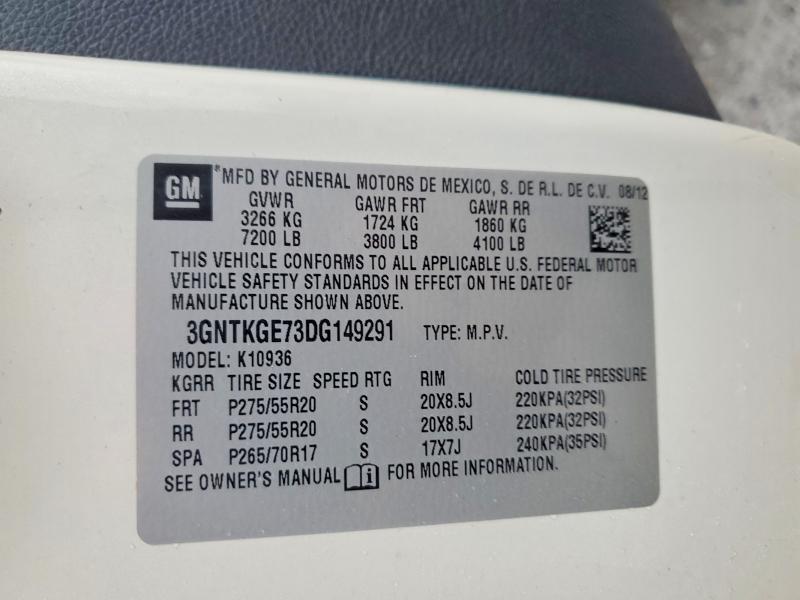 GM
*MFD BY GENERAL MOTORS DE MEXICO, S. DE R.L. DE C.V. 08/12
GVWR GAWR FRT GAWR RR
3266 KG 1724 KG 1860 KG
7200 LB 3800 LB 4100 LB
THIS VEHICLE CONFORMS TO ALL APPLICABLE U.S. FEDERAL MOTOR
VEHICLE SAFETY STANDARDS IN EFFECT ON THE DATE OF
MANUFACTURE SHOWN ABOVE.
3GNTKGE73DG149291 TYPE: M.P.V.
MODEL: K10936
KGRR TIRE SIZE SPEED RTG RIM COLD TIRE PRESSURE
FRT P275/55R20 S 20X8.5J 220KPA(32PSI)
RR P275/55R20 S 20X8.5J 220KPA(32PSI)
SPA P265/70R17 S 17X7J 240KPA(35PSI)
SEE OWNER'S MANUAL i FOR MORE INFORMATION.